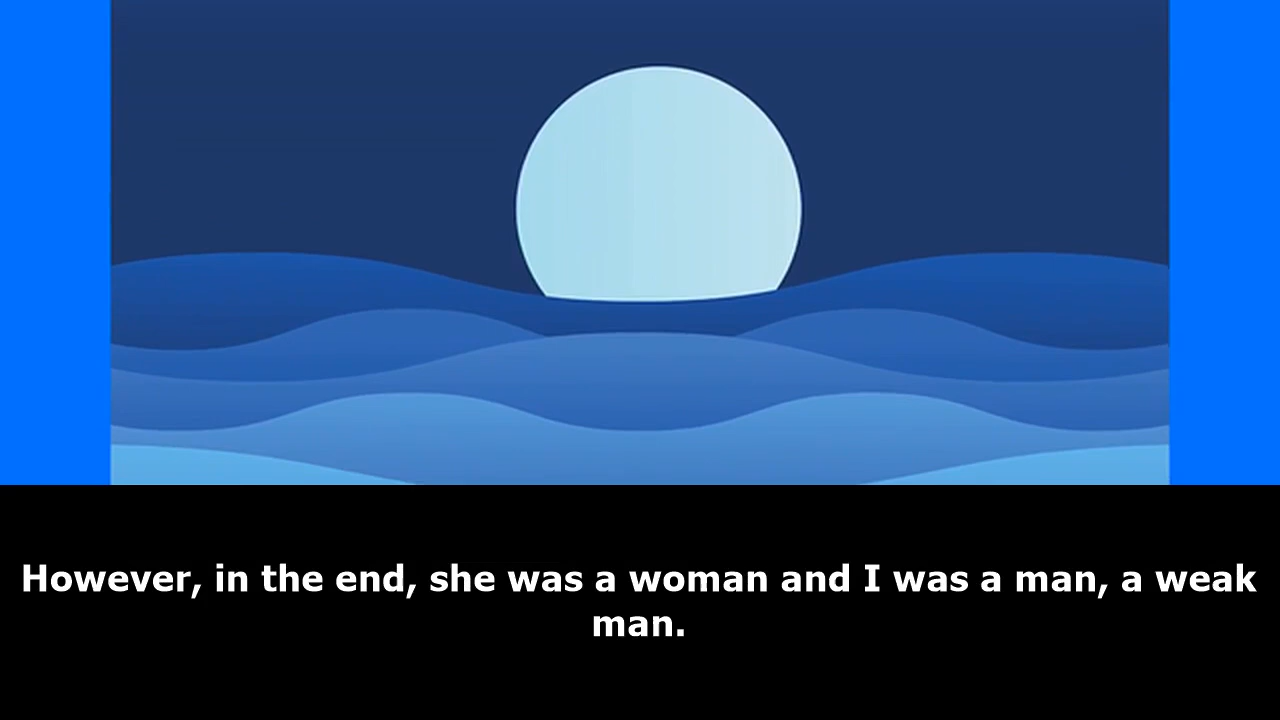 However, in the end, she was a woman and I was a man, a weak
man.